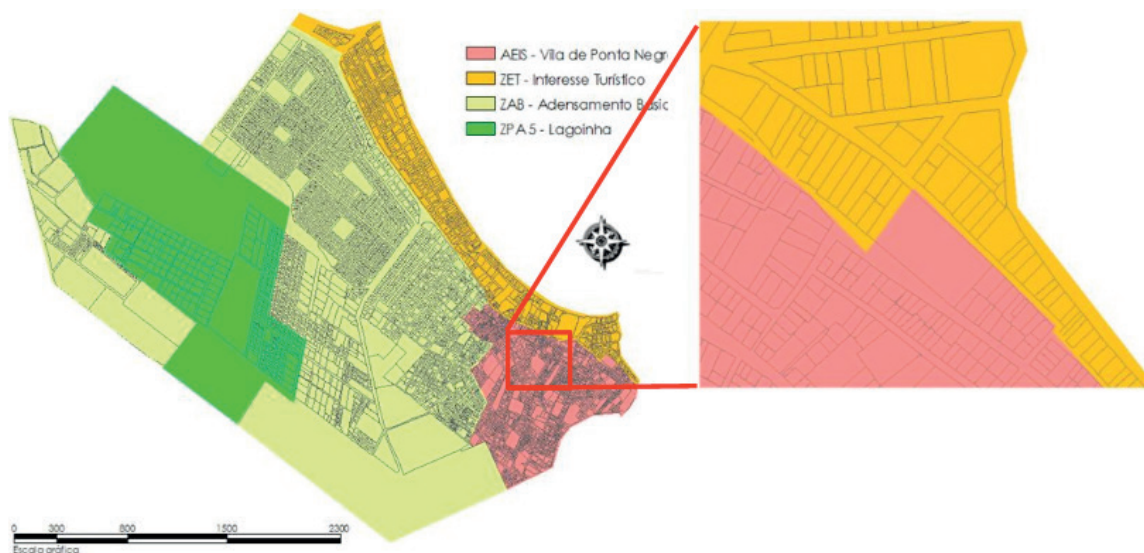 AEIS - Vila de Ponta Negr
ZET - Interesse Turístico
ZAB - Adensamento Básic
ZPA 5 - Lagoinha
0 300 800 1500 2300
Escala gráfica